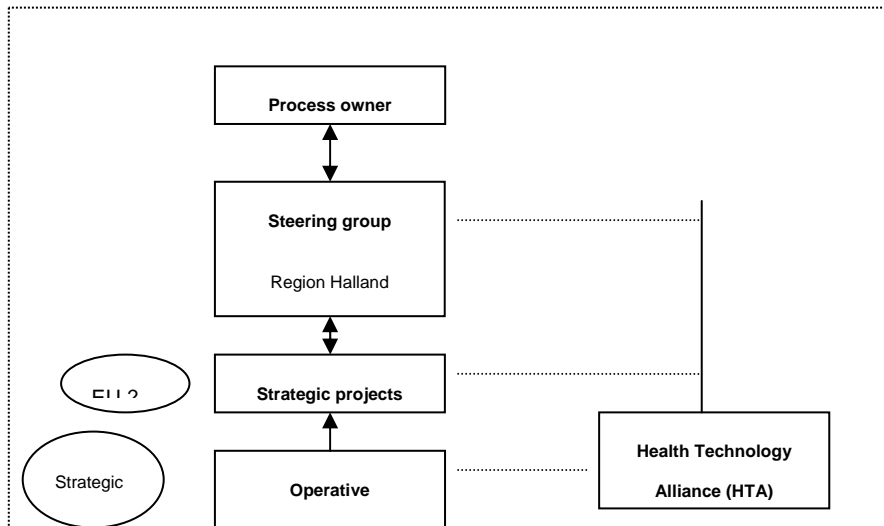 Process owner
Steering group
Region Halland
Strategic projects
Health Technology
Alliance (HTA)
Strategic
Operative